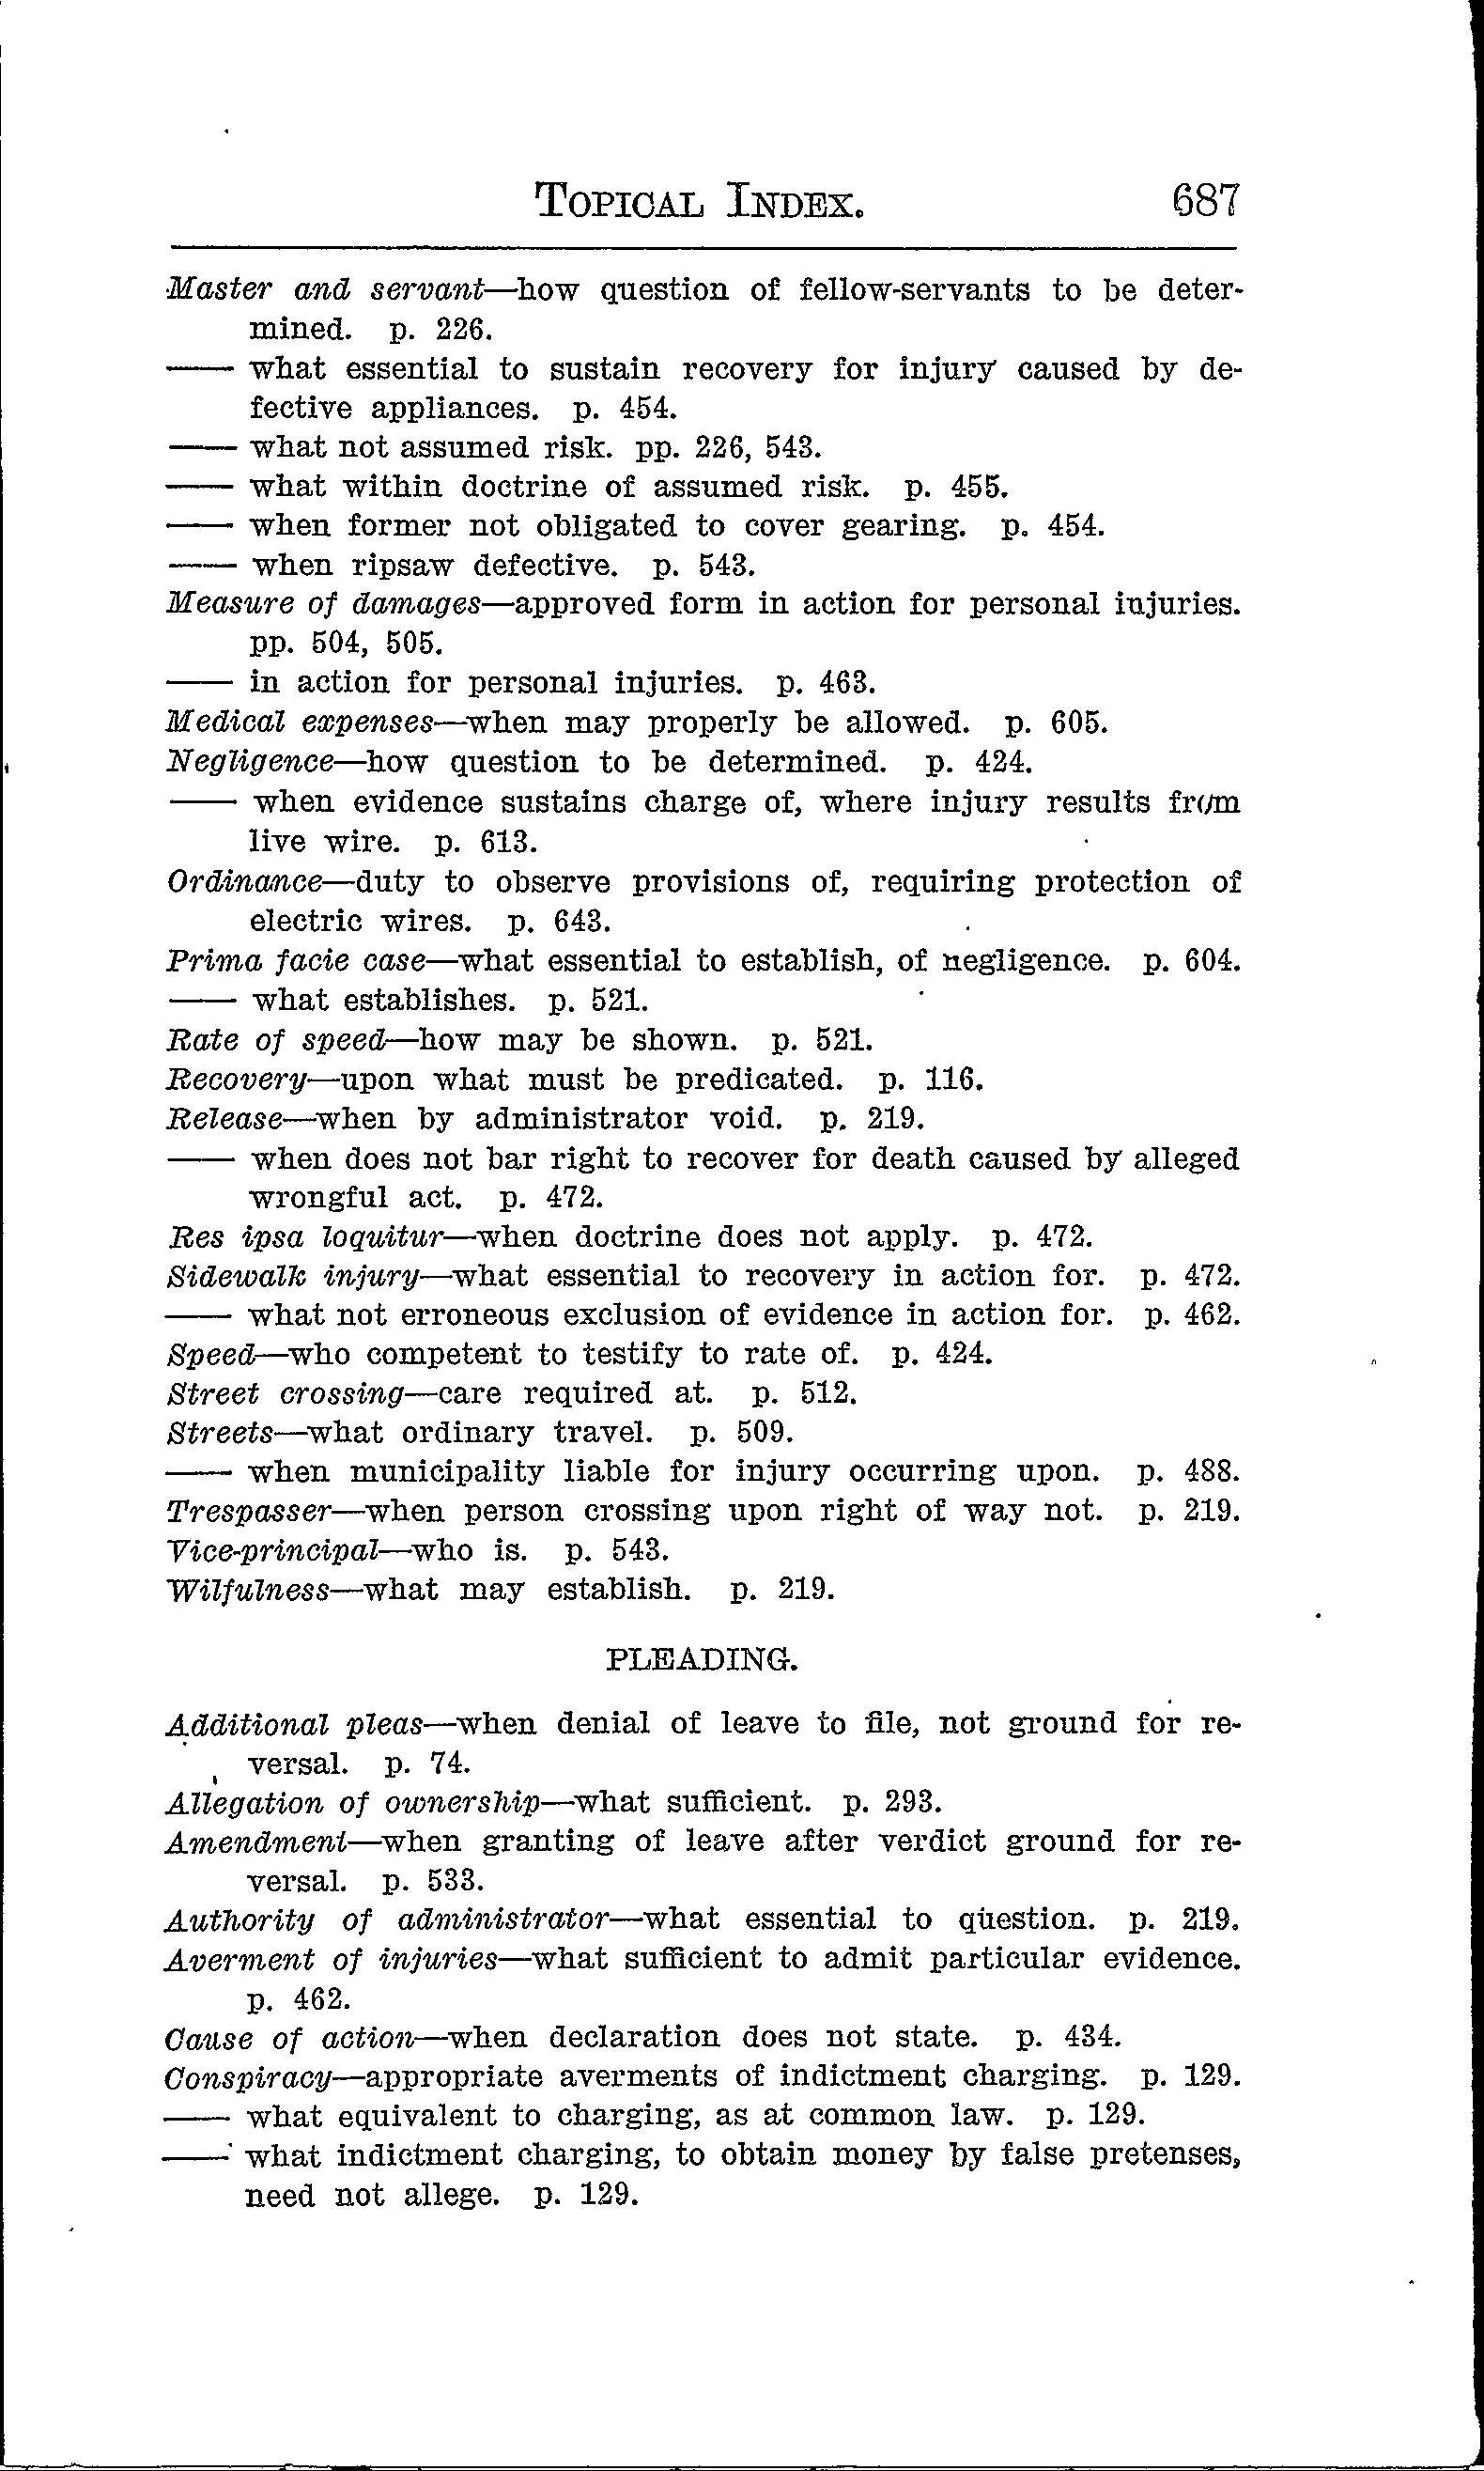 TOPICAL INDEX. 687
Master and servant—how question of fellow-servants to be deter-
mined. p. 226.
—— what essential to sustain recovery for injury caused by de-
fective appliances. p. 454.
—— what not assumed risk. pp. 226, 543.
—— what within doctrine of assumed risk. p. 455.
—— when former not obligated to cover gearing. p. 454.
—— when ripsaw defective. p. 543.
Measure of damages—approved form in action for personal injuries.
pp. 504, 505.
—— in action for personal injuries. p. 463.
Medical expenses—when may properly be allowed. p. 605.
Negligence—how question to be determined. p. 424.
—— when evidence sustains charge of, where injury results from
live wire. p. 613.
Ordinance—duty to observe provisions of, requiring protection of
electric wires. p. 643.
Prima facie case—what essential to establish, of negligence. p. 604.
—— what establishes. p. 521.
Rate of speed—how may be shown. p. 521.
Recovery—upon what must be predicated. p. 116.
Release—when by administrator void. p. 219.
—— when does not bar right to recover for death caused by alleged
wrongful act. p. 472.
Res ipsa loquitur—when doctrine does not apply. p. 472.
Sidewalk injury—what essential to recovery in action for. p. 472.
—— what not erroneous exclusion of evidence in action for. p. 462.
Speed—who competent to testify to rate of. p. 424.
Street crossing—care required at. p. 512.
Streets—what ordinary travel. p. 509.
—— when municipality liable for injury occurring upon. p. 488.
Trespasser—when person crossing upon right of way not. p. 219.
Vice-principal—who is. p. 543.
Wilfulness—what may establish. p. 219.
PLEADING.
Additional pleas—when denial of leave to file, not ground for re-
versal. p. 74.
Allegation of ownership—what sufficient. p. 293.
Amendment—when granting of leave after verdict ground for re-
versal. p. 533.
Authority of administrator—what essential to question. p. 219.
Averment of injuries—what sufficient to admit particular evidence.
p. 462.
Cause of action—when declaration does not state. p. 434.
Conspiracy—appropriate averments of indictment charging. p. 129.
—— what equivalent to charging, as at common law. p. 129.
—— what indictment charging, to obtain money by false pretenses,
need not allege. p. 129.